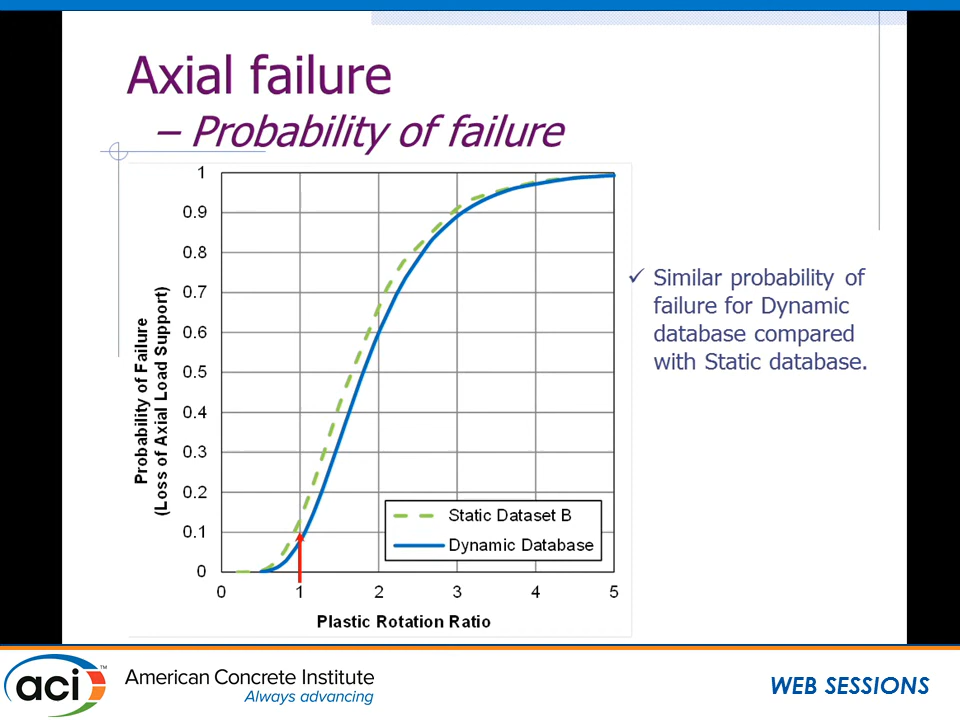 Axial failure
– Probability of failure
1
0.9
0.8
0.7
0.6
0.5
0.4
0.3
0.2
0.1
0
Probability of Failure
(Loss of Axial Load Support)
Static Dataset B
Dynamic Database
0 1 2 3 4 5
Plastic Rotation Ratio
✓ Similar probability of
failure for Dynamic
database compared
with Static database.
aci™
American Concrete Institute
Always advancing
WEB SESSIONS